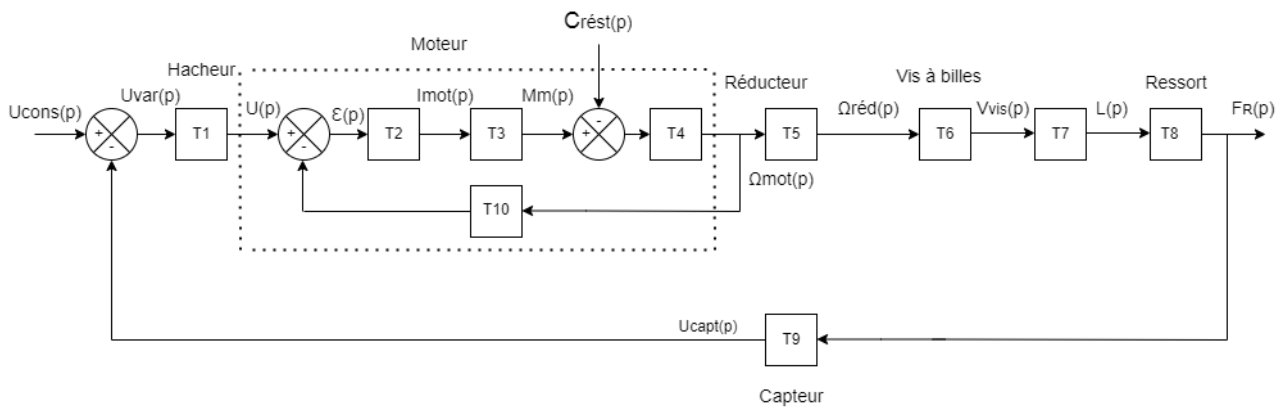 Crést(p)
Moteur
Hacheur
Réducteur
Vis à billes
Ressort
Ucons(p)
Uvar(p)
U(p)
Ɛ(p)
Imot(p)
Mm(p)
Ωréd(p)
Vvis(p)
L(p)
FR(p)
+
-
T1
+
-
T2
T3
-
T4
T5
T6
T7
T8
Ωmot(p)
T10
Ucapt(p)
T9
Capteur